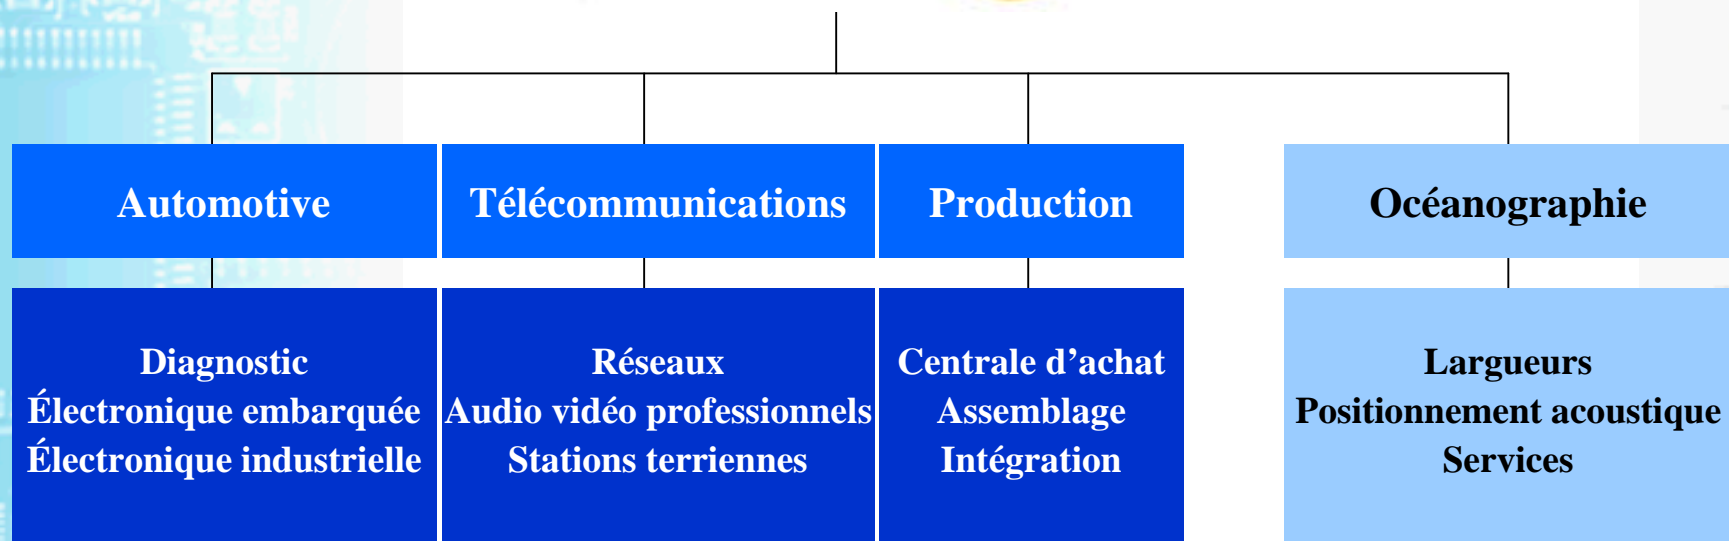 Automotive
Télécommunications
Production
Océanographie
Diagnostic
Électronique embarquée
Électronique industrielle
Réseaux
Audio vidéo professionnels
Stations terriennes
Centrale d’achat
Assemblage
Intégration
Largueurs
Positionnement acoustique
Services